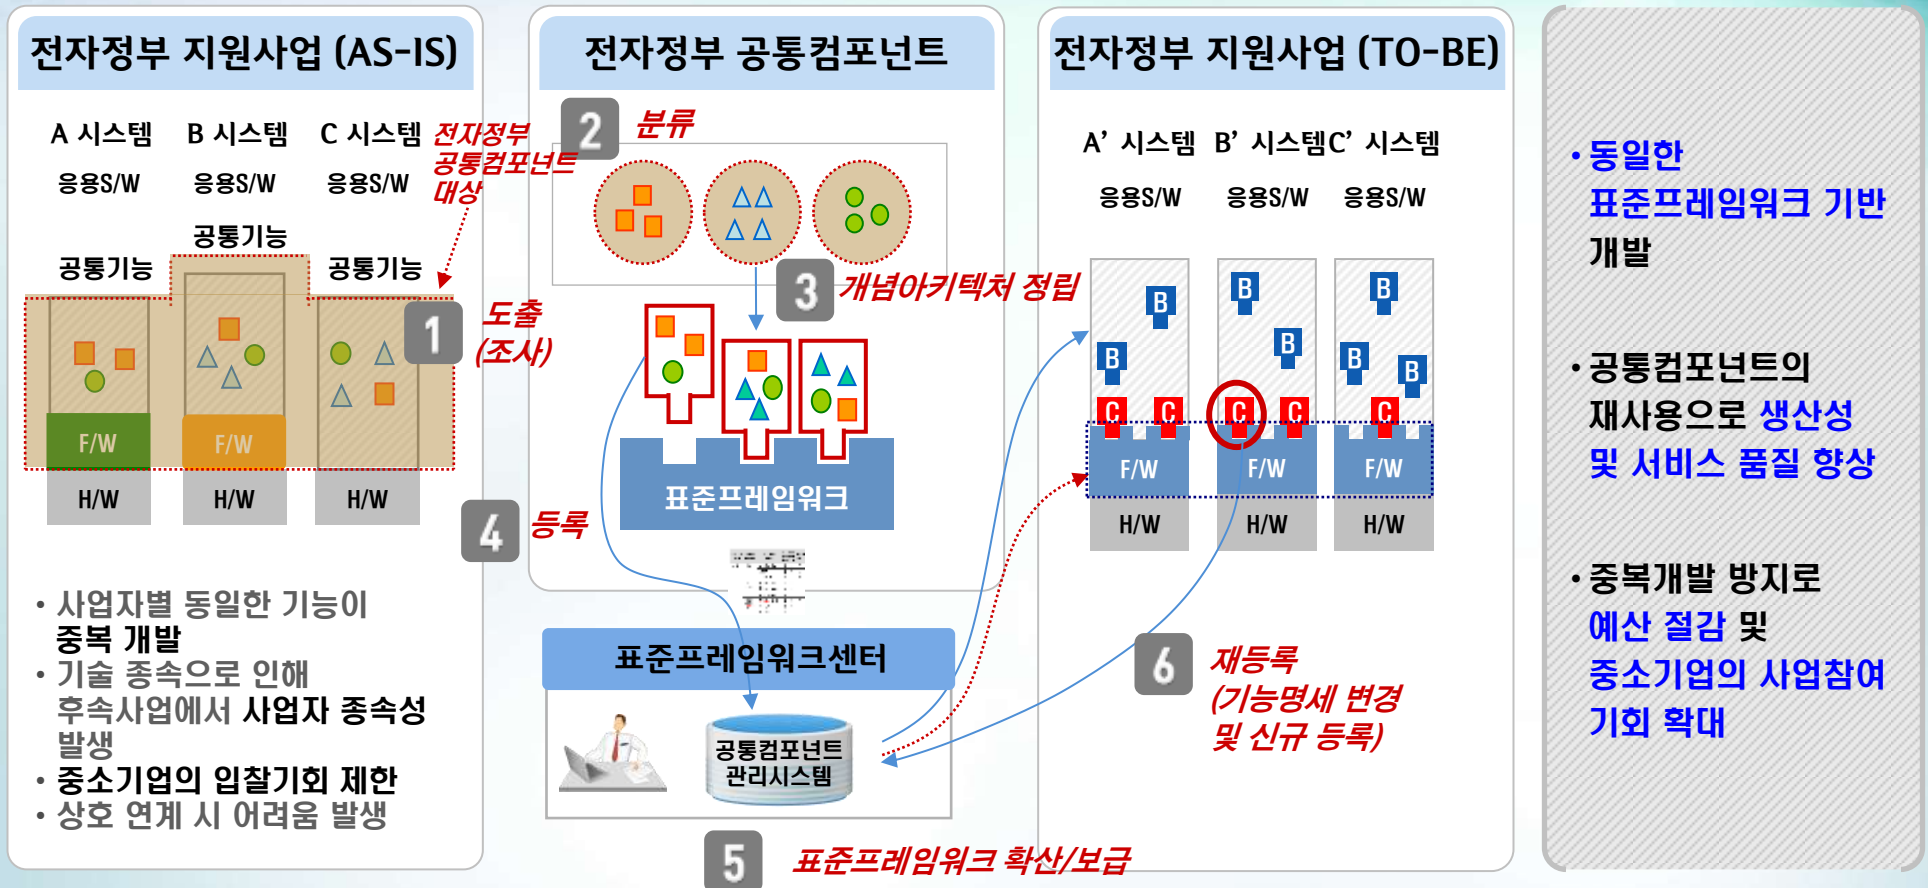 전자정부 지원사업 (AS-IS)
A 시스템
B 시스템
C 시스템
응용S/W
응용S/W
응용S/W
전자정부
공통컴포넌트
대상
공통기능
공통기능
공통기능
1
도출
(조사)
F/W
F/W
H/W
H/W
H/W
• 사업자별 동일한 기능이
중복 개발
• 기술 종속으로 인해
후속사업에서 사업자 종속성
발생
• 중소기업의 입찰기회 제한
• 상호 연계 시 어려움 발생
전자정부 공통컴포넌트
2
분류
3
개념아키텍처 정립
표준프레임워크
4
등록
표준프레임워크센터
공통컴포넌트
관리시스템
5
표준프레임워크 확산/보급
전자정부 지원사업 (TO-BE)
A’ 시스템
B’ 시스템
C’ 시스템
응용S/W
응용S/W
응용S/W
B
B
B
B
B
B
B
C
C
C
C
C
F/W
F/W
F/W
H/W
H/W
H/W
6
재등록
(기능명세 변경
및 신규 등록)
• 동일한
표준프레임워크 기반
개발
• 공통컴포넌트의
재사용으로 생산성
및 서비스 품질 향상
• 중복개발 방지로
예산 절감 및
중소기업의 사업참여
기회 확대